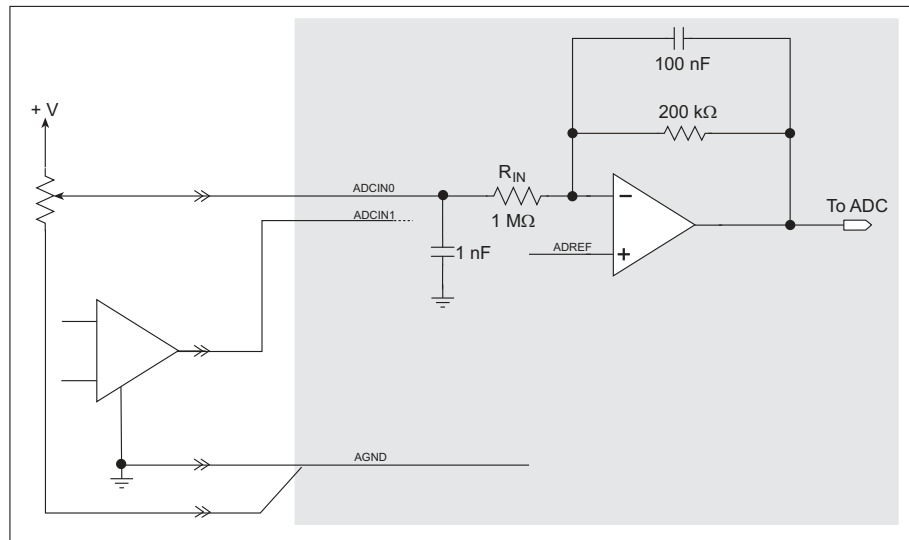 100 nF
+ V
200 kΩ
R_IN
ADCIN0
1 MΩ
−
To ADC
ADCIN1
1 nF
ADREF
+
AGND